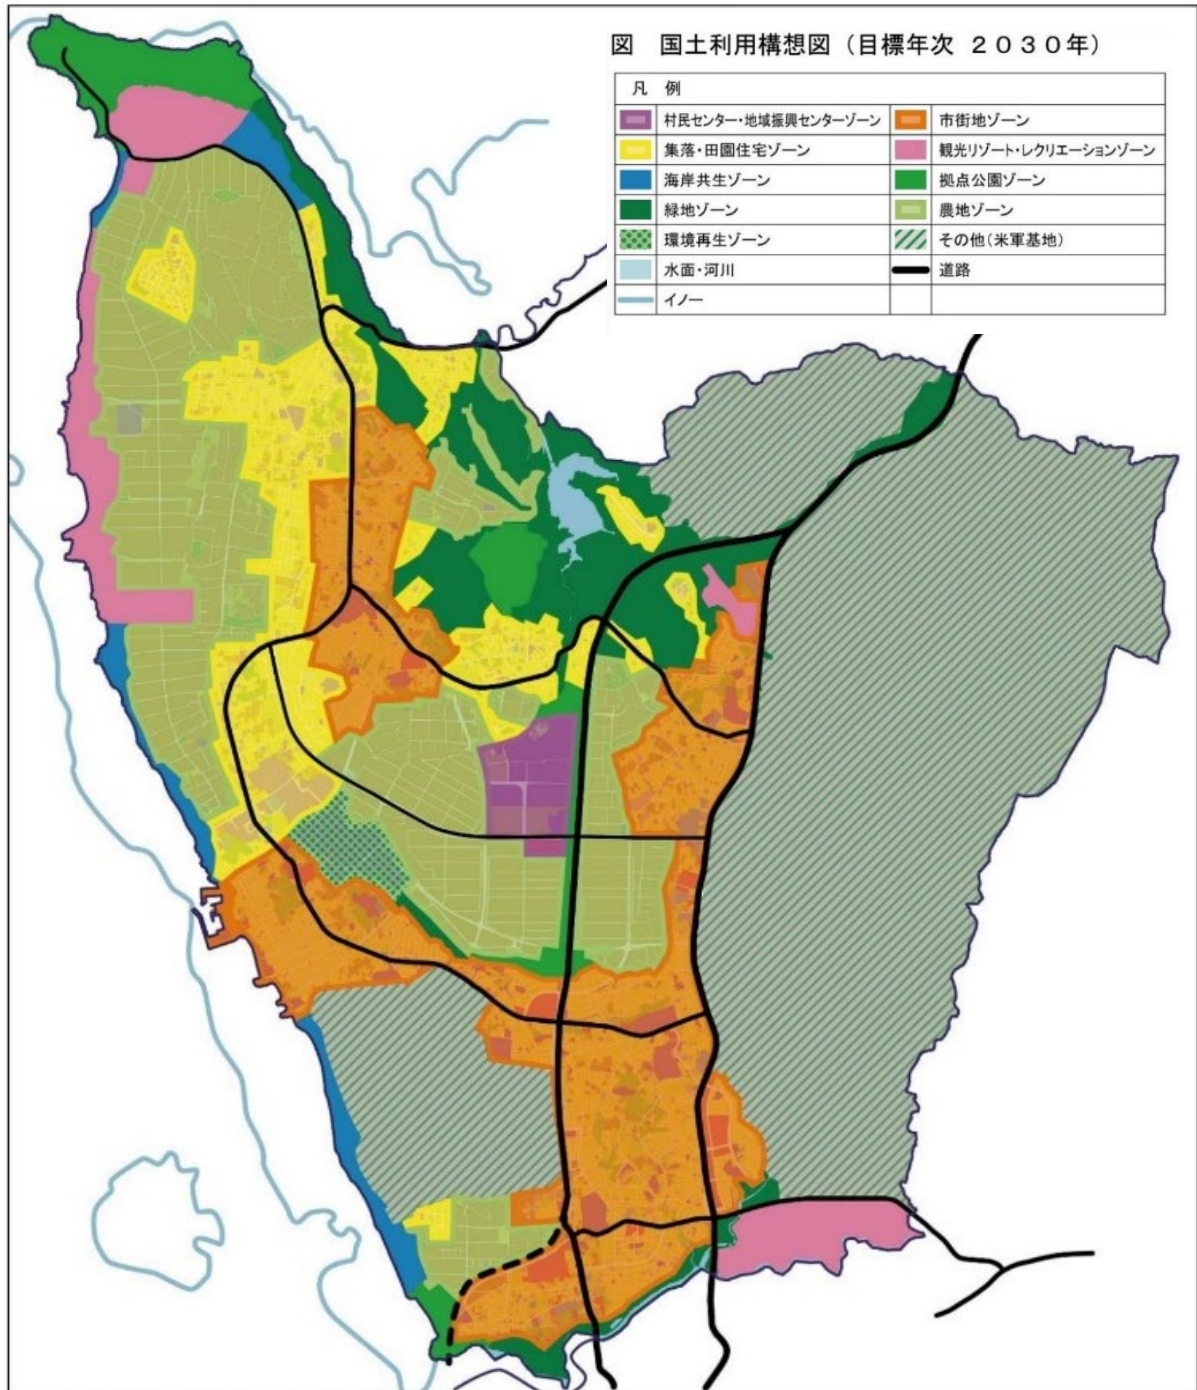 図 国土利用構想図（目標年次 ２０３０年）
凡 例
村民センター・地域振興センターゾーン 市街地ゾーン
集落・田園住宅ゾーン 観光リゾート・レクリエーションゾーン
海岸共生ゾーン 拠点公園ゾーン
緑地ゾーン 農地ゾーン
環境再生ゾーン その他(米軍基地)
水面・河川 道路
イノー